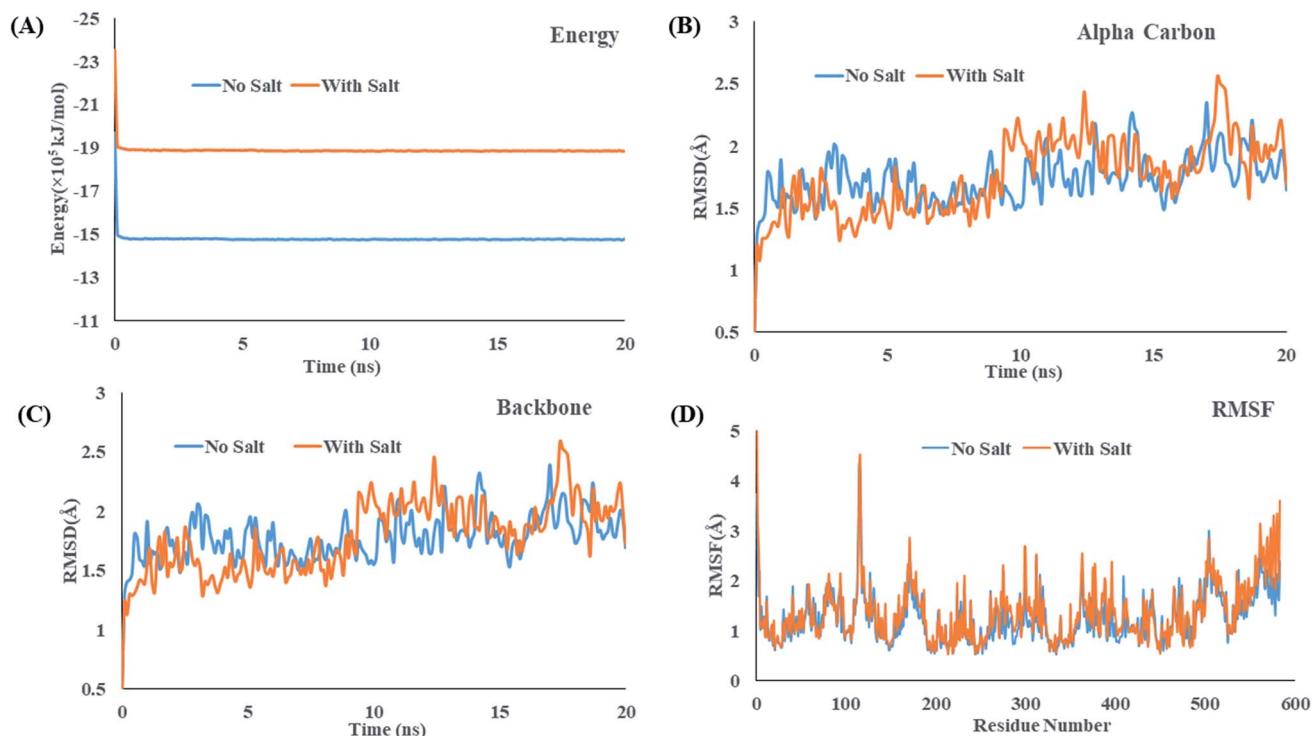 (A)
Energy
No Salt With Salt
Energy(×10⁵ kJ/mol)
-25
-23
-21
-19
-17
-15
-13
-11
0 5 10 15 20
Time (ns)
(B)
Alpha Carbon
No Salt With Salt
RMSD(Å)
3
2.5
2
1.5
1
0.5
0 5 10 15 20
Time (ns)
(C)
Backbone
No Salt With Salt
RMSD(Å)
3
2.5
2
1.5
1
0.5
0 5 10 15 20
Time (ns)
(D)
RMSF
No Salt With Salt
RMSF(Å)
5
4
3
2
1
0
0 100 200 300 400 500 600
Residue Number